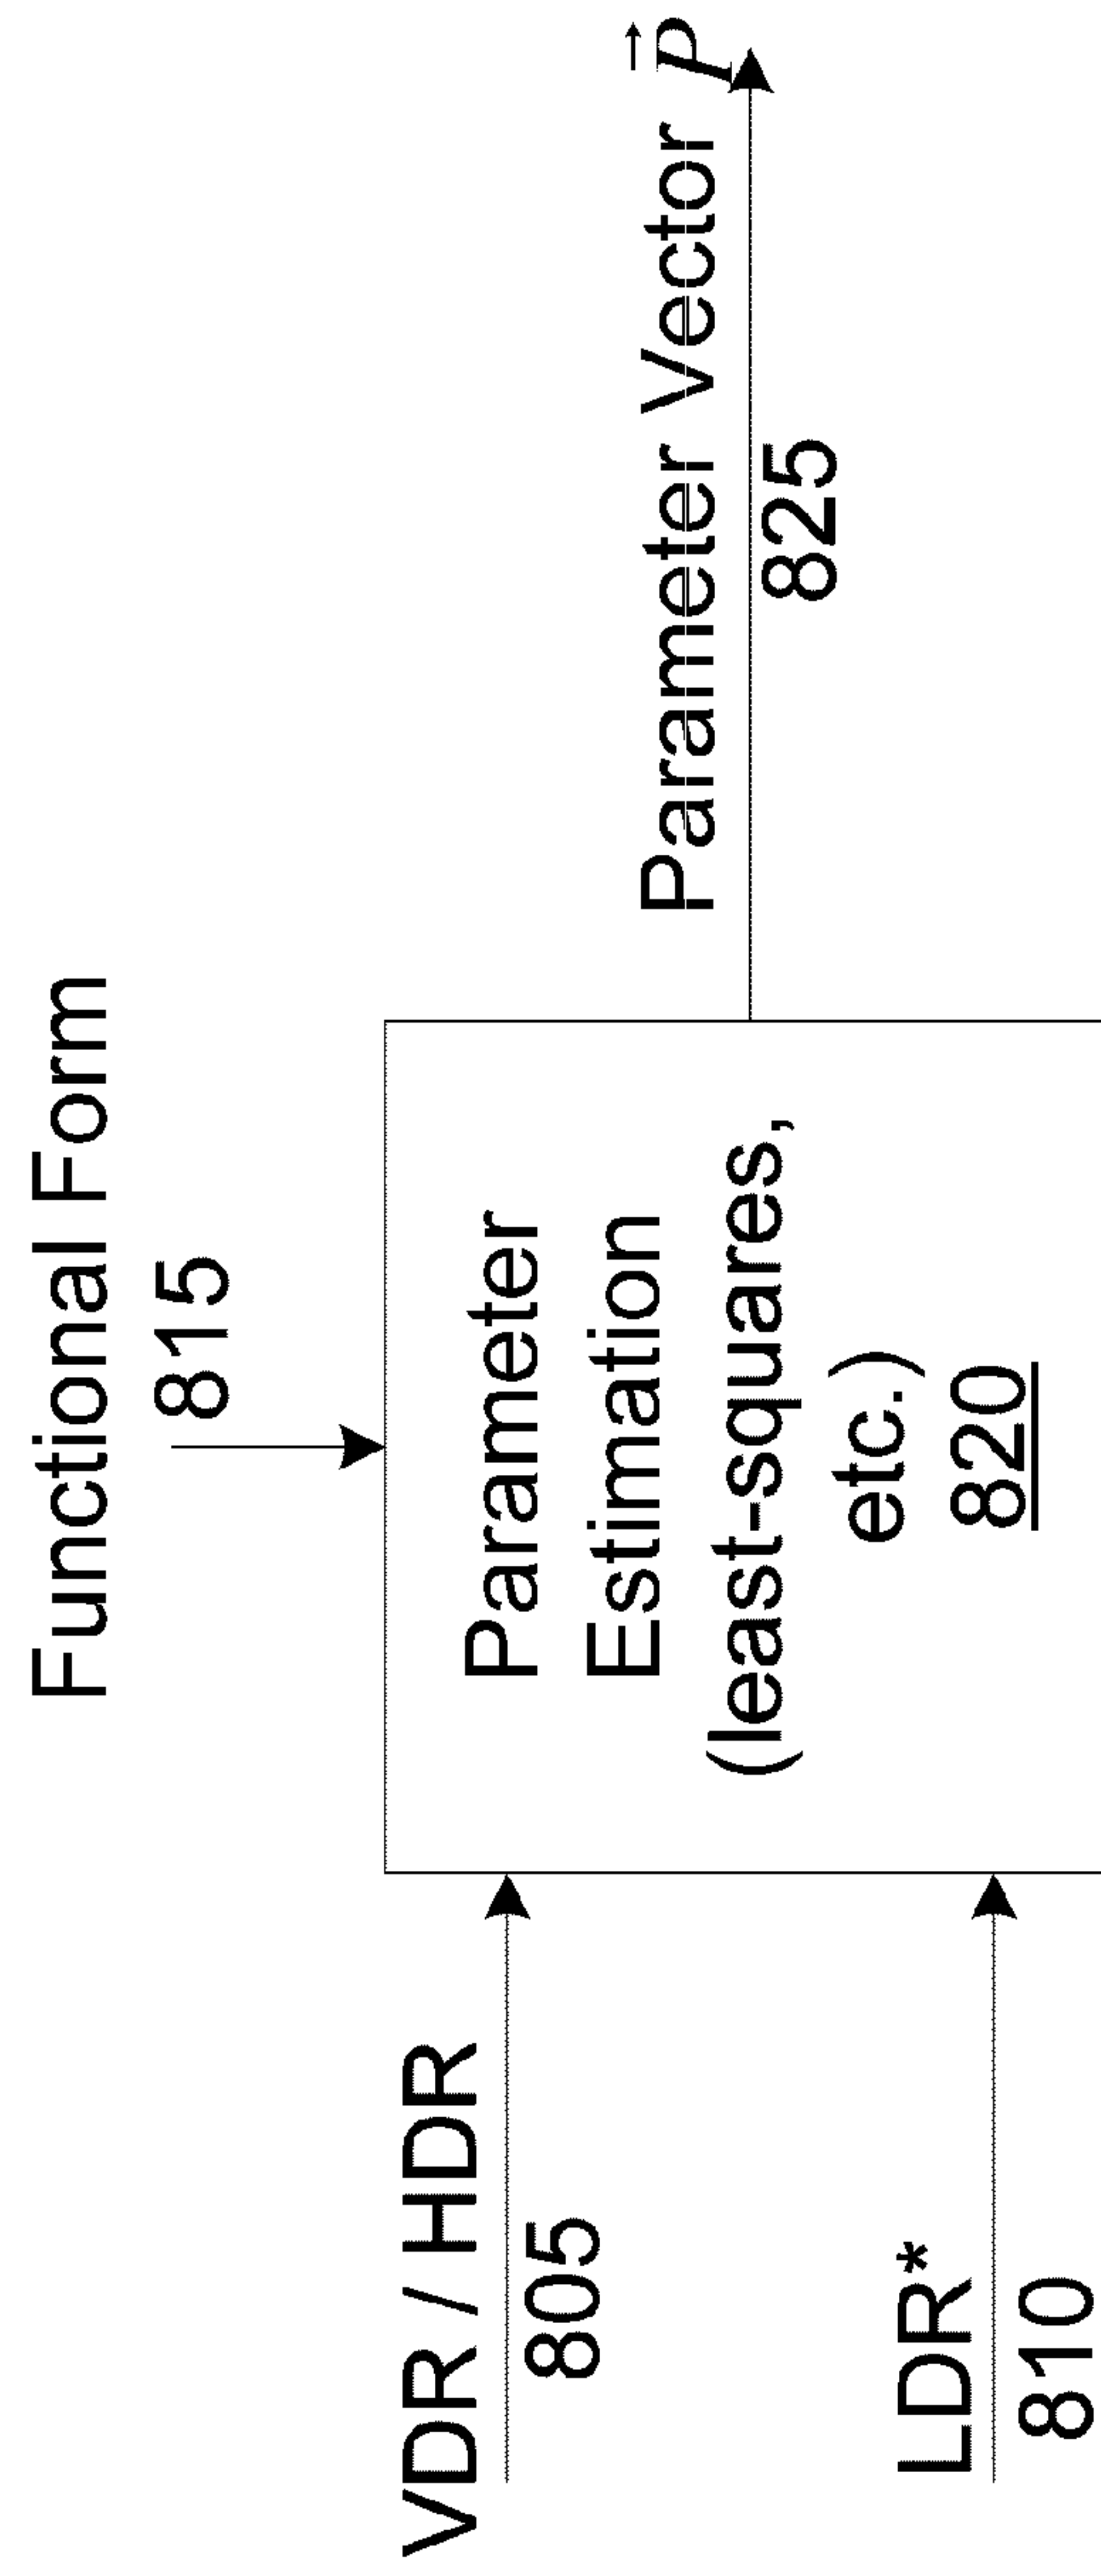 Functional Form
815
VDR / HDR
805
LDR*
810
Parameter
Estimation
(least-squares,
etc.)
820
Parameter Vector P⃗
825